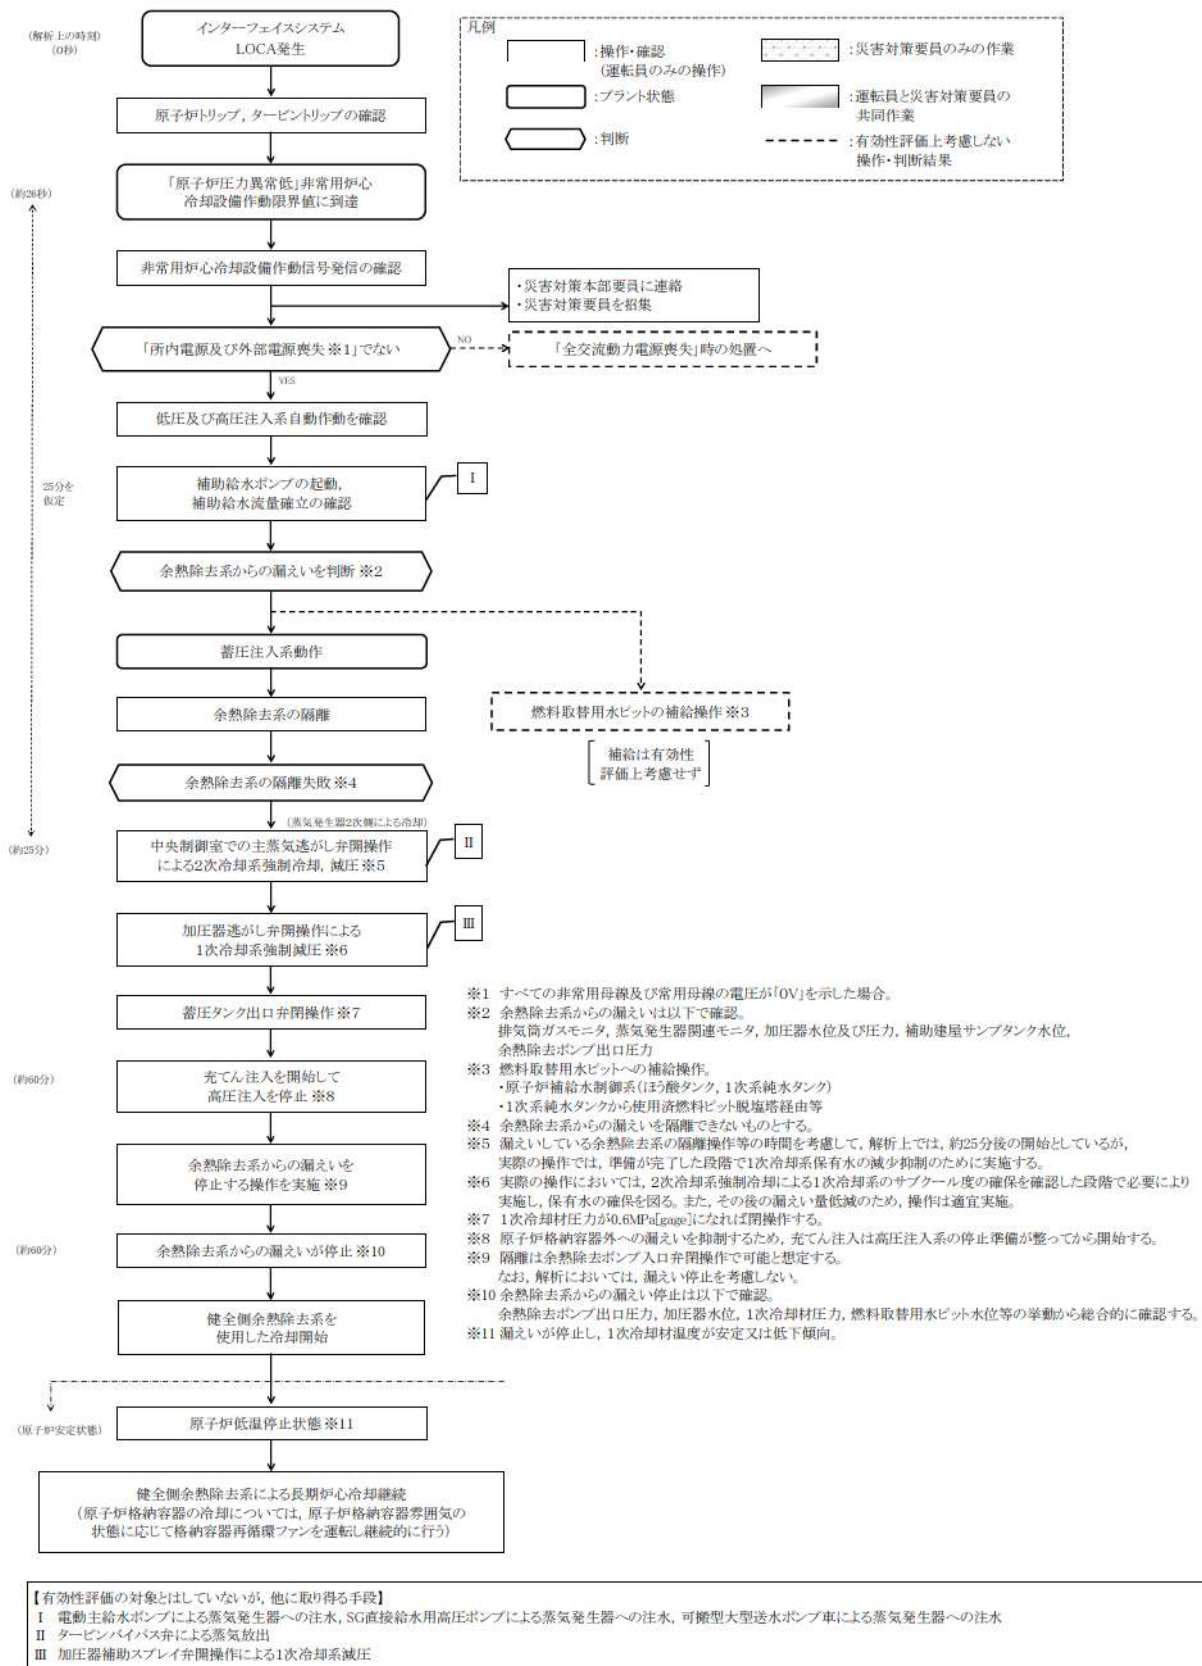 (解析上の時刻)
(0秒)
インターフェイスシステム
LOCA発生
原子炉トリップ，タービントリップの確認
(約26秒)
「原子炉圧力異常低」非常用炉心
冷却設備作動限界値に到達
非常用炉心冷却設備作動信号発信の確認
・災害対策本部要員に連絡
・災害対策要員を招集
「所内電源及び外部電源喪失※1」でない
NO
「全交流動力電源喪失」時の処置へ
YES
低圧及び高圧注入系自動作動を確認
25分を
仮定
補助給水ポンプの起動，
補助給水流量確立の確認
Ⅰ
余熱除去系からの漏えいを判断※2
蓄圧注入系動作
余熱除去系の隔離
燃料取替用水ピットの補給操作※3
補給は有効性
評価上考慮せず
余熱除去系の隔離失敗※4
(蒸気発生器2次側による冷却)
(約25分)
中央制御室での主蒸気逃がし弁開操作
による2次冷却系強制冷却，減圧※5
Ⅱ
加圧器逃がし弁開操作による
1次冷却系強制減圧※6
Ⅲ
蓄圧タンク出口弁閉操作※7
(約60分)
充てん注入を開始して
高圧注入を停止※8
余熱除去系からの漏えいを
停止する操作を実施※9
(約60分)
余熱除去系からの漏えいが停止※10
健全側余熱除去系を
使用した冷却開始
(原子炉安定状態)
原子炉低温停止状態※11
健全側余熱除去系による長期炉心冷却継続
(原子炉格納容器の冷却については，原子炉格納容器雰囲気の
状態に応じて格納容器再循環ファンを運転し継続的に行う)
凡例
：操作・確認
(運転員のみの操作)
：プラント状態
：判断
：災害対策要員のみの作業
：運転員と災害対策要員の
共同作業
：有効性評価上考慮しない
操作・判断結果
※1 すべての非常用母線及び常用母線の電圧が「0V」を示した場合。
※2 余熱除去系からの漏えいは以下で確認。
排気筒ガスモニタ，蒸気発生器関連モニタ，加圧器水位及び圧力，補助建屋サンプタンク水位，
余熱除去ポンプ出口圧力
※3 燃料取替用水ピットへの補給操作。
・原子炉補給水制御系(ほう酸タンク，1次系純水タンク)
・1次系純水タンクから使用済燃料ピット脱塩塔経由等
※4 余熱除去系からの漏えいを隔離できないものとする。
※5 漏えいしている余熱除去系の隔離操作等の時間を考慮して，解析上では，約25分後の開始としているが，
実際の操作では，準備が完了した段階で1次冷却系保有水の減少抑制のために実施する。
※6 実際の操作においては，2次冷却系強制冷却による1次冷却系のサブクール度の確保を確認した段階で必要により
実施し，保有水の確保を図る。また，その後の漏えい量低減のため，操作は適宜実施。
※7 1次冷却材圧力が0.6MPa[gage]になれば閉操作する。
※8 原子炉格納容器外への漏えいを抑制するため，充てん注入は高圧注入系の停止準備が整ってから開始する。
※9 隔離は余熱除去ポンプ入口弁閉操作で可能と想定する。
なお，解析においては，漏えい停止を考慮しない。
※10 余熱除去系からの漏えい停止は以下で確認。
余熱除去ポンプ出口圧力，加圧器水位，1次冷却材圧力，燃料取替用水ピット水位等の挙動から総合的に確認する。
※11 漏えいが停止し，1次冷却材温度が安定又は低下傾向。
【有効性評価の対象とはしていないが，他に取り得る手段】
Ⅰ 電動主給水ポンプによる蒸気発生器への注水，SG直接給水用高圧ポンプによる蒸気発生器への注水，可搬型大型送水ポンプ車による蒸気発生器への注水
Ⅱ タービンバイパス弁による蒸気放出
Ⅲ 加圧器補助スプレイ弁開操作による1次冷却系減圧